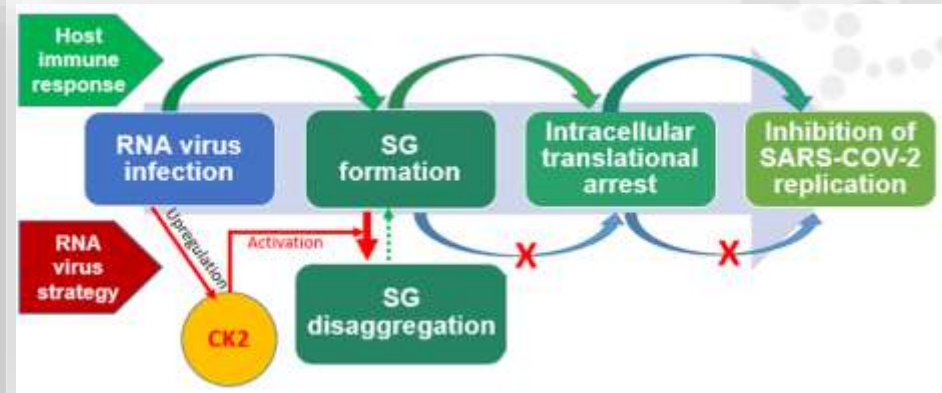 Host
immune
response
RNA virus
infection
SG
formation
Intracellular
translational
arrest
Inhibition of
SARS-COV-2
replication
RNA
virus
strategy
Upregulation
Activation
X
X
CK2
SG
disaggregation